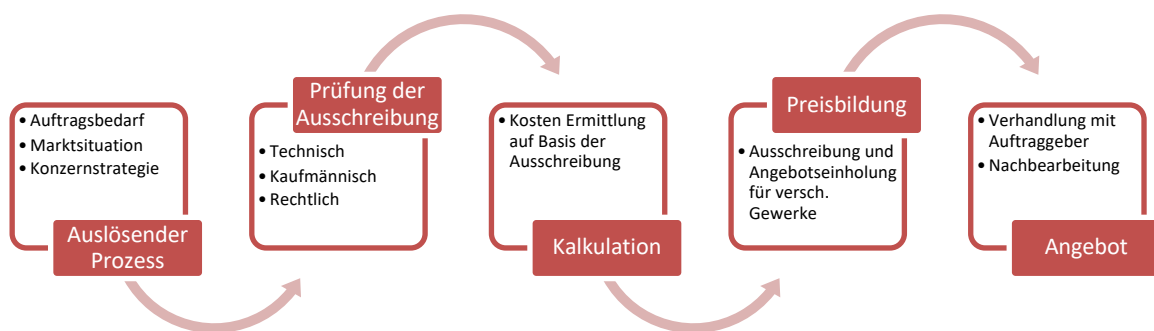 • Auftragsbedarf
• Marktsituation
• Konzernstrategie
Auslösender
Prozess
Prüfung der
Ausschreibung
• Technisch
• Kaufmännisch
• Rechtlich
• Kosten Ermittlung
auf Basis der
Ausschreibung
Kalkulation
Preisbildung
• Ausschreibung und
Angebotseinholung
für versch.
Gewerke
• Verhandlung mit
Auftraggeber
• Nachbearbeitung
Angebot